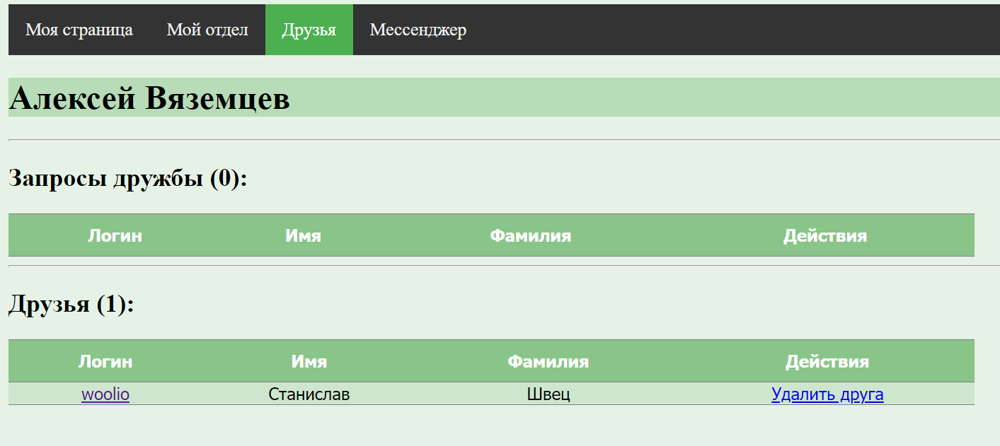 Моя страница Мой отдел Друзья Мессенджер
Алексей Вяземцев
Запросы дружбы (0):
Логин Имя Фамилия Действия
Друзья (1):
Логин Имя Фамилия Действия
woolio Станислав Швец Удалить друга